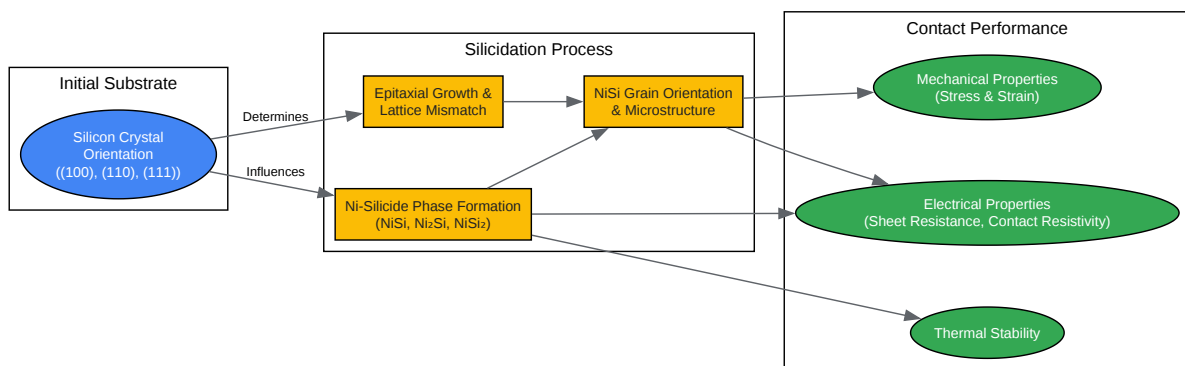 Initial Substrate
Silicon Crystal
Orientation
((100), (110), (111))
Determines
Influences
Silicidation Process
Epitaxial Growth &
Lattice Mismatch
NiSi Grain Orientation
& Microstructure
Ni-Silicide Phase Formation
(NiSi, Ni₂Si, NiSi₂)
Contact Performance
Mechanical Properties
(Stress & Strain)
Electrical Properties
(Sheet Resistance, Contact Resistivity)
Thermal Stability